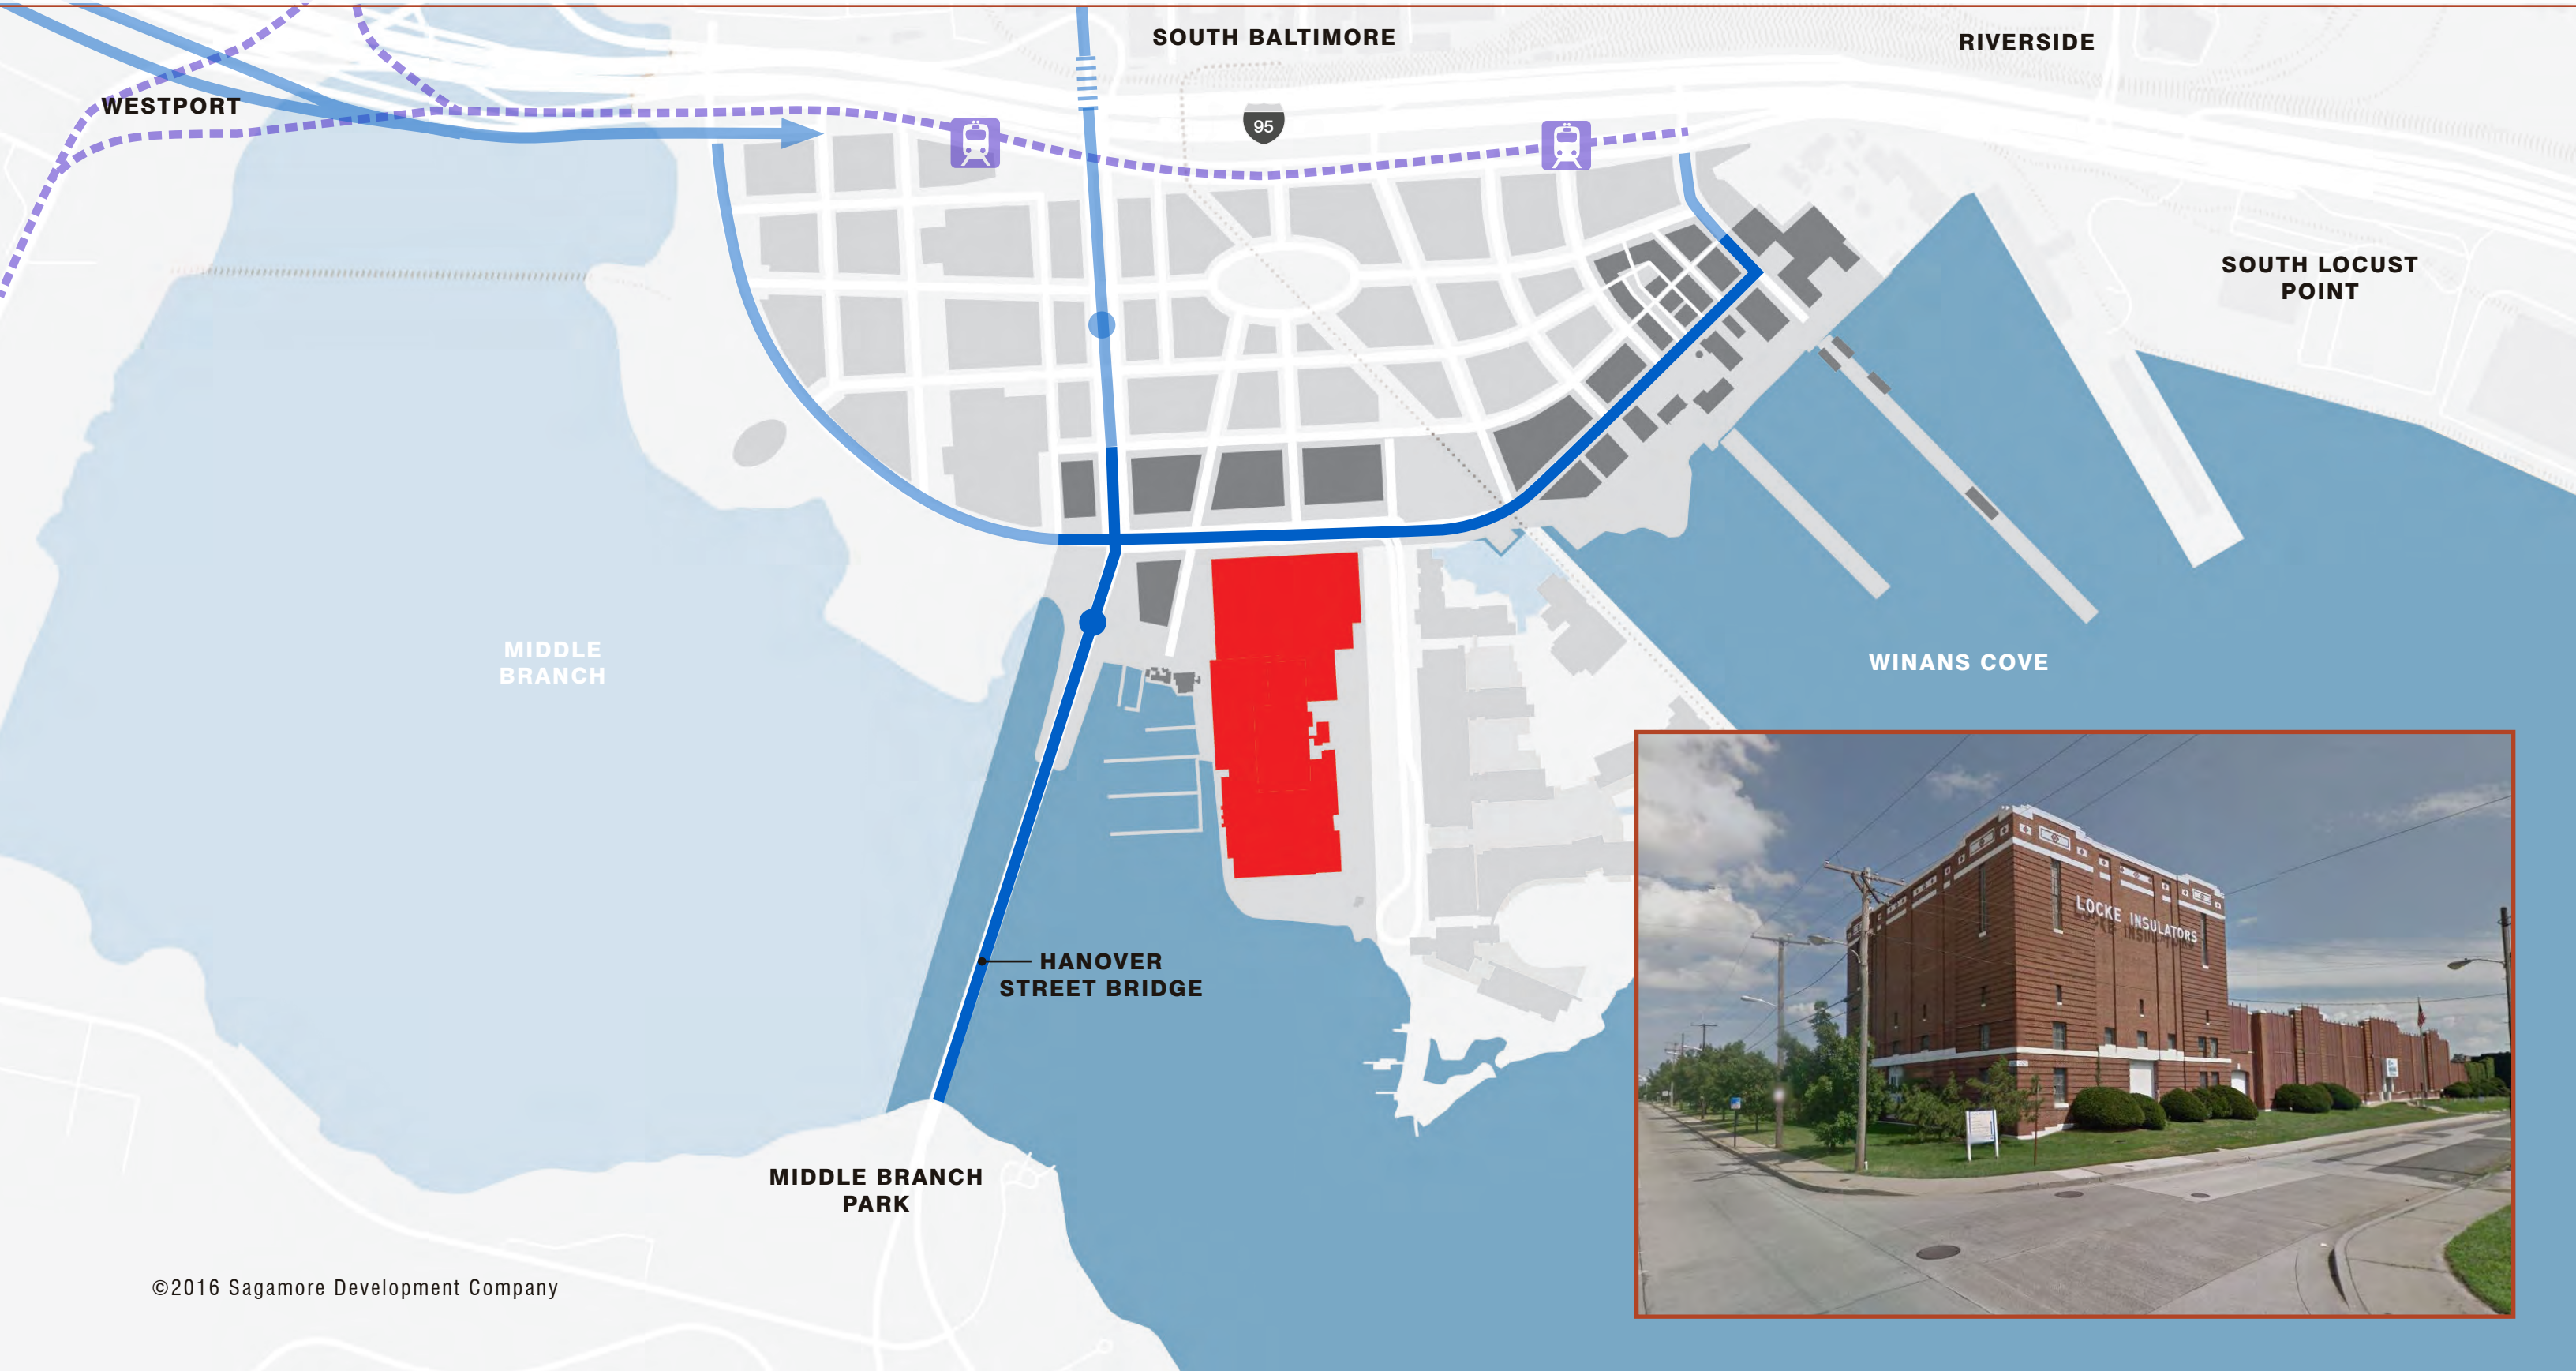 SOUTH BALTIMORE
RIVERSIDE
WESTPORT
95
SOUTH LOCUST
POINT
MIDDLE
BRANCH
WINANS COVE
LOCKE INSULATORS
HANOVER
STREET BRIDGE
MIDDLE BRANCH
PARK
©2016 Sagamore Development Company